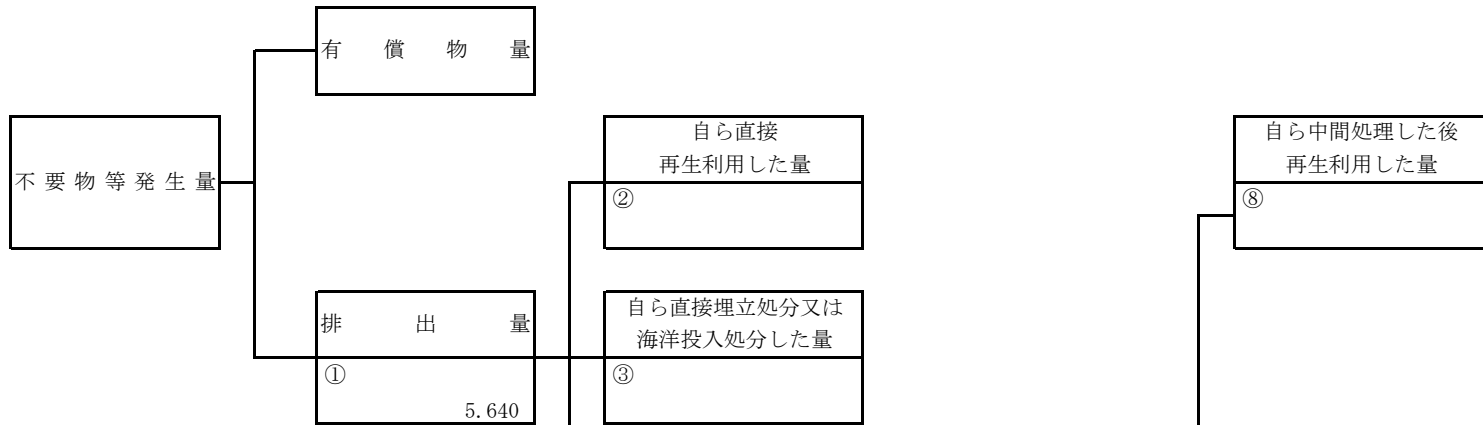 有償物量
不要物等発生量
自ら直接
再生利用した量
②
自ら中間処理した後
再生利用した量
⑧
排出量
①
5.640
自ら直接埋立処分又は
海洋投入処分した量
③